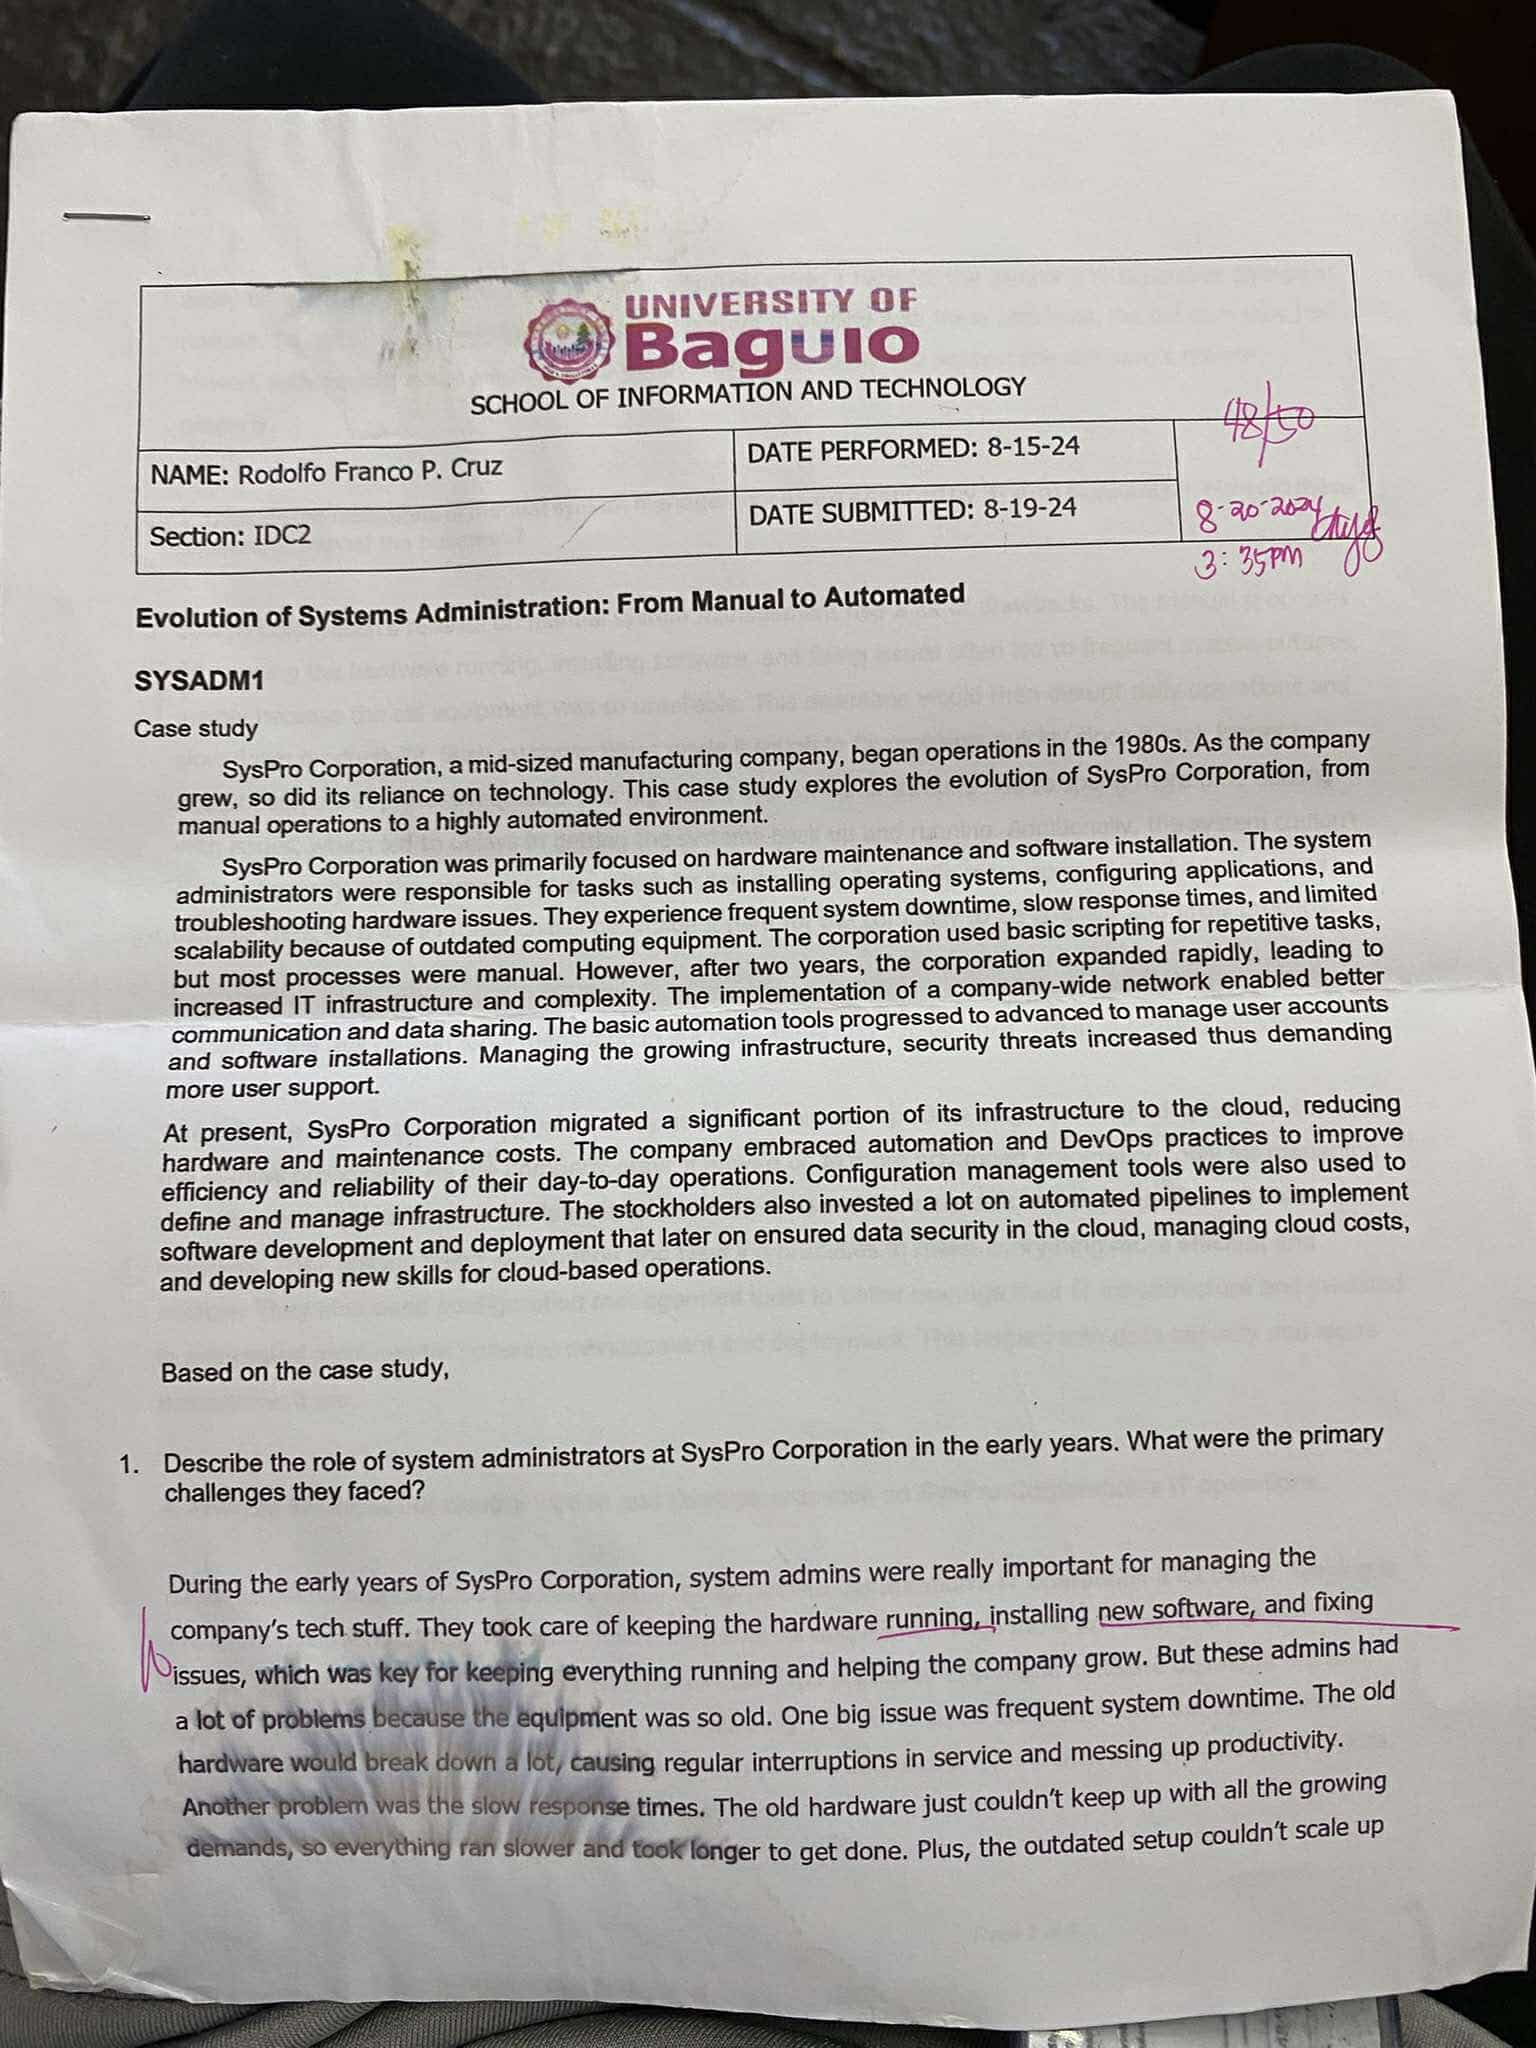 UNIVERSITY OF
Baguio
SCHOOL OF INFORMATION AND TECHNOLOGY
48/50
NAME: Rodolfo Franco P. Cruz
DATE PERFORMED: 8-15-24
Section: IDC2
DATE SUBMITTED: 8-19-24
8-20-2024
3:35PM
Evolution of Systems Administration: From Manual to Automated
SYSADM1
Case study
SysPro Corporation, a mid-sized manufacturing company, began operations in the 1980s. As the company
grew, so did its reliance on technology. This case study explores the evolution of SysPro Corporation, from
manual operations to a highly automated environment.
SysPro Corporation was primarily focused on hardware maintenance and software installation. The system
administrators were responsible for tasks such as installing operating systems, configuring applications, and
troubleshooting hardware issues. They experience frequent system downtime, slow response times, and limited
scalability because of outdated computing equipment. The corporation used basic scripting for repetitive tasks,
but most processes were manual. However, after two years, the corporation expanded rapidly, leading to
increased IT infrastructure and complexity. The implementation of a company-wide network enabled better
communication and data sharing. The basic automation tools progressed to advanced to manage user accounts
and software installations. Managing the growing infrastructure, security threats increased thus demanding
more user support.
At present, SysPro Corporation migrated a significant portion of its infrastructure to the cloud, reducing
hardware and maintenance costs. The company embraced automation and DevOps practices to improve
efficiency and reliability of their day-to-day operations. Configuration management tools were also used to
define and manage infrastructure. The stockholders also invested a lot on automated pipelines to implement
software development and deployment that later on ensured data security in the cloud, managing cloud costs,
and developing new skills for cloud-based operations.
Based on the case study,
1. Describe the role of system administrators at SysPro Corporation in the early years. What were the primary
challenges they faced?
During the early years of SysPro Corporation, system admins were really important for managing the
company's tech stuff. They took care of keeping the hardware running, installing new software, and fixing
issues, which was key for keeping everything running and helping the company grow. But these admins had
a lot of problems because the equipment was so old. One big issue was frequent system downtime. The old
hardware would break down a lot, causing regular interruptions in service and messing up productivity.
Another problem was the slow response times. The old hardware just couldn't keep up with all the growing
demands, so everything ran slower and took longer to get done. Plus, the outdated setup couldn't scale up